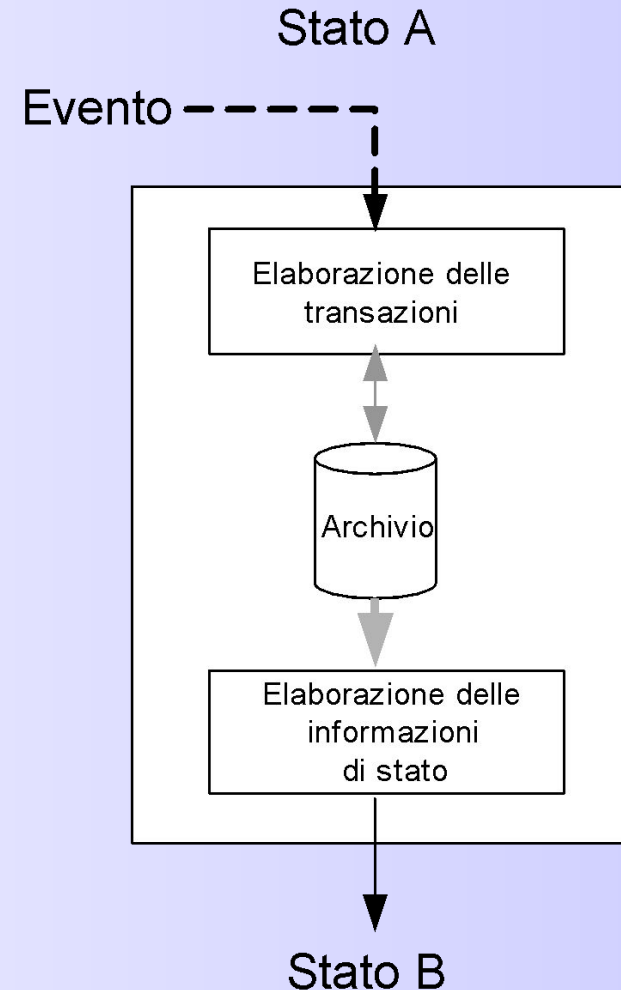 Stato A
Evento
Elaborazione delle
transazioni
Archivio
Elaborazione delle
informazioni
di stato
Stato B